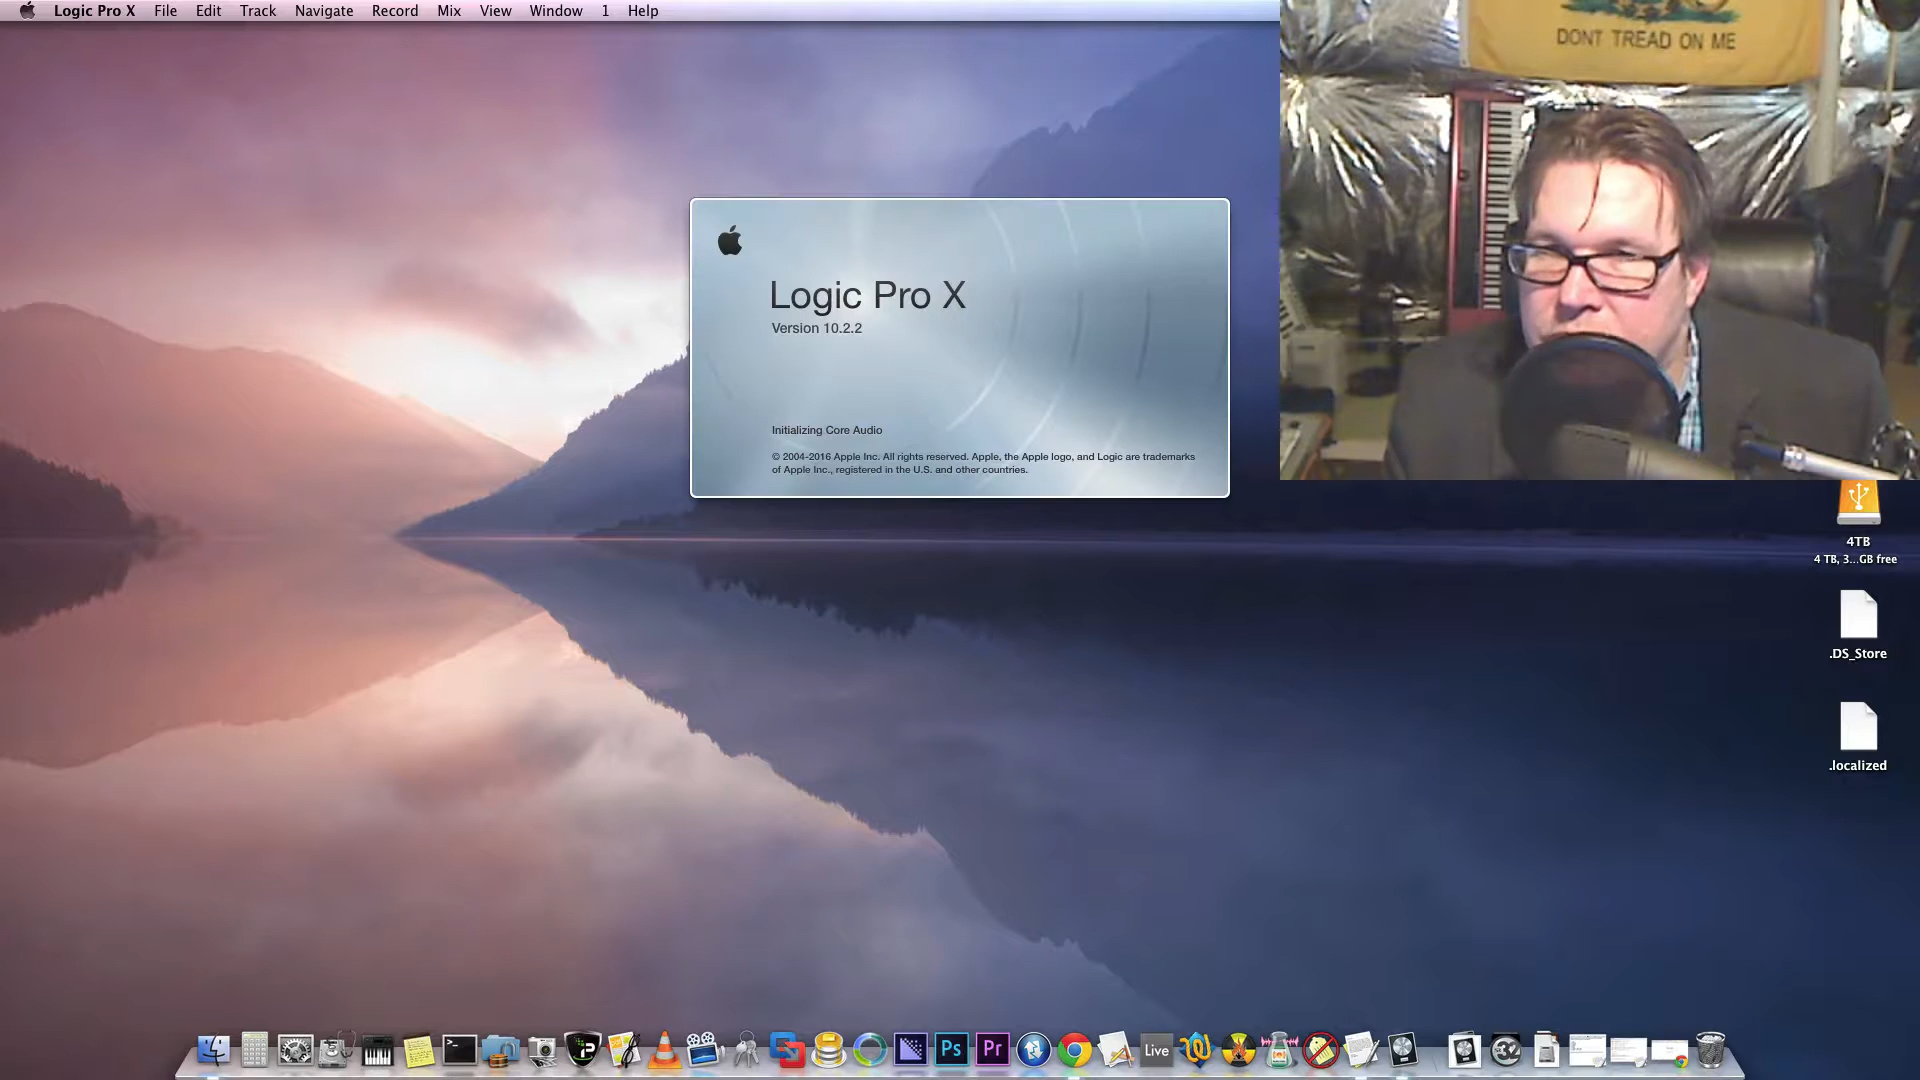 Logic Pro X File Edit Track Navigate Record Mix View Window 1 Help
DONT TREAD ON ME
Logic Pro X
Version 10.2.2
Initializing Core Audio
© 2004-2016 Apple Inc. All rights reserved. Apple, the Apple logo, and Logic are trademarks
of Apple Inc., registered in the U.S. and other countries.
4TB
4 TB, 3...GB free
.DS_Store
.localized
Ps
Pr
Live
32